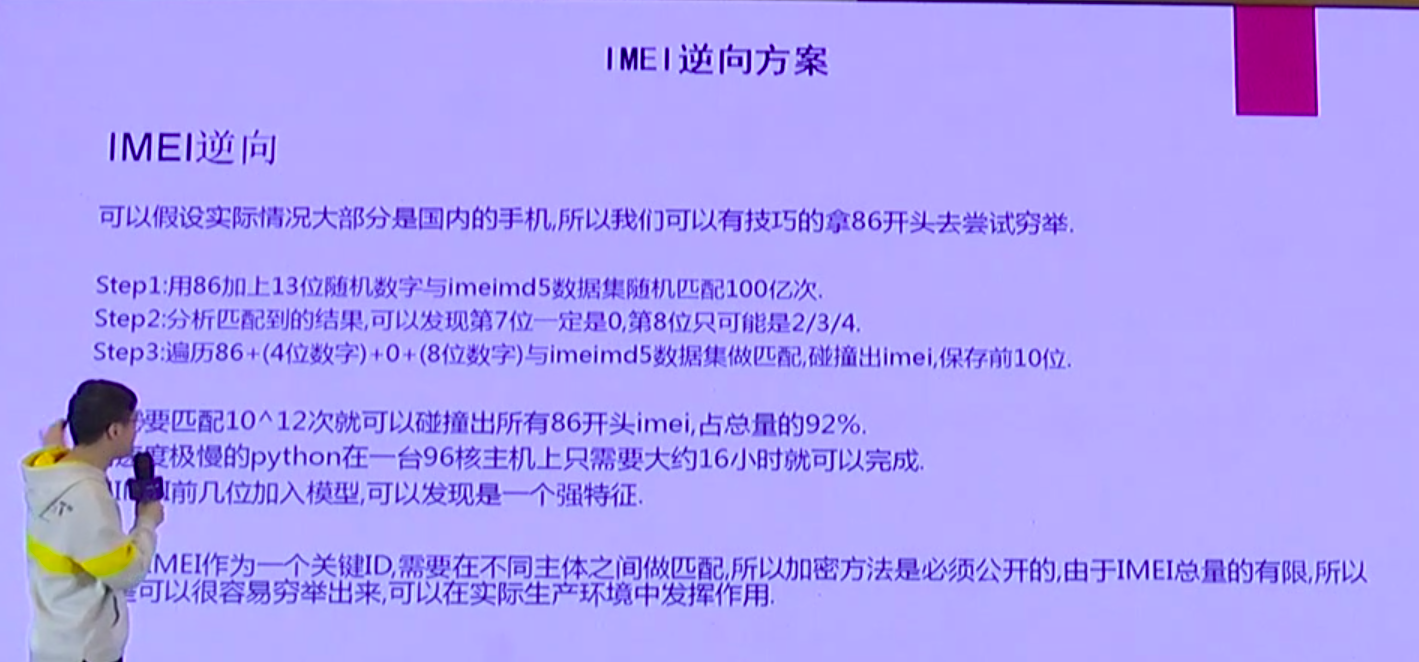 IMEI逆向方案
IMEI逆向
可以假设实际情况大部分是国内的手机,所以我们可以有技巧的拿86开头去尝试穷举.
Step1:用86加上13位随机数字与imeimd5数据集随机匹配100亿次.
Step2:分析匹配到的结果,可以发现第7位一定是0,第8位只可能是2/3/4.
Step3:遍历86+(4位数字)+0+(8位数字)与imeimd5数据集做匹配,碰撞出imei,保存前10位.
要匹配10^12次就可以碰撞出所有86开头imei,占总量的92%.
度极慢的python在一台96核主机上只需要大约16小时就可以完成.
前几位加入模型,可以发现是一个强特征.
IMEI作为一个关键ID,需要在不同主体之间做匹配,所以加密方法是必须公开的,由于IMEI总量的有限,所以
可以很容易穷举出来,可以在实际生产环境中发挥作用.